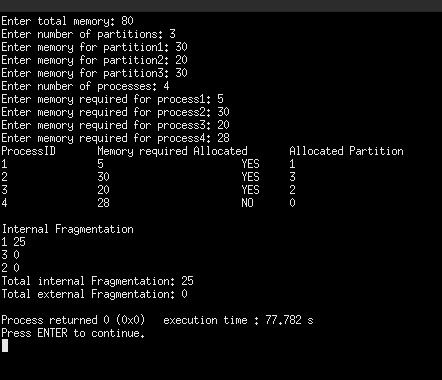 Enter total memory: 80
Enter number of partitions: 3
Enter memory for partition1: 30
Enter memory for partition2: 20
Enter memory for partition3: 30
Enter number of processes: 4
Enter memory required for process1: 5
Enter memory required for process2: 30
Enter memory required for process3: 20
Enter memory required for process4: 28
ProcessID Memory required Allocated Allocated Partition
1 5 YES 1
2 30 YES 3
3 20 YES 2
4 28 NO 0
Internal Fragmentation
1 25
3 0
2 0
Total internal Fragmentation: 25
Total external Fragmentation: 0
Process returned 0 (0x0) execution time : 77.782 s
Press ENTER to continue.